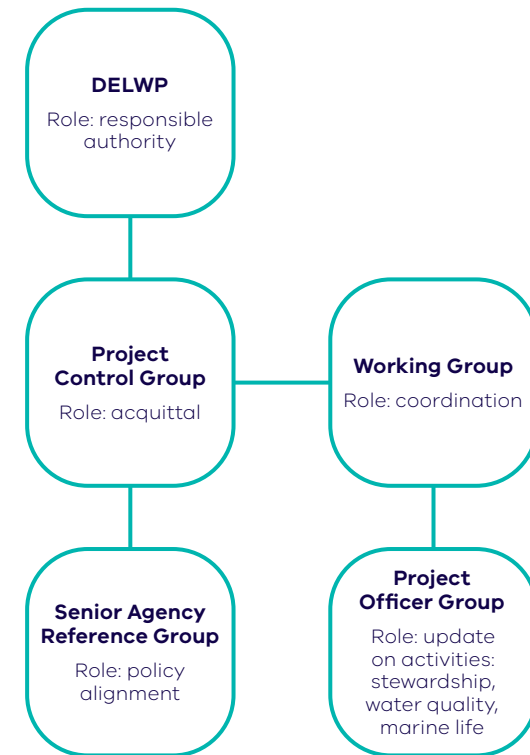 DELWP
Role: responsible
authority
Project
Control Group
Role: acquittal
Working Group
Role: coordination
Senior Agency
Reference Group
Role: policy
alignment
Project
Officer Group
Role: update
on activities:
stewardship,
water quality,
marine life